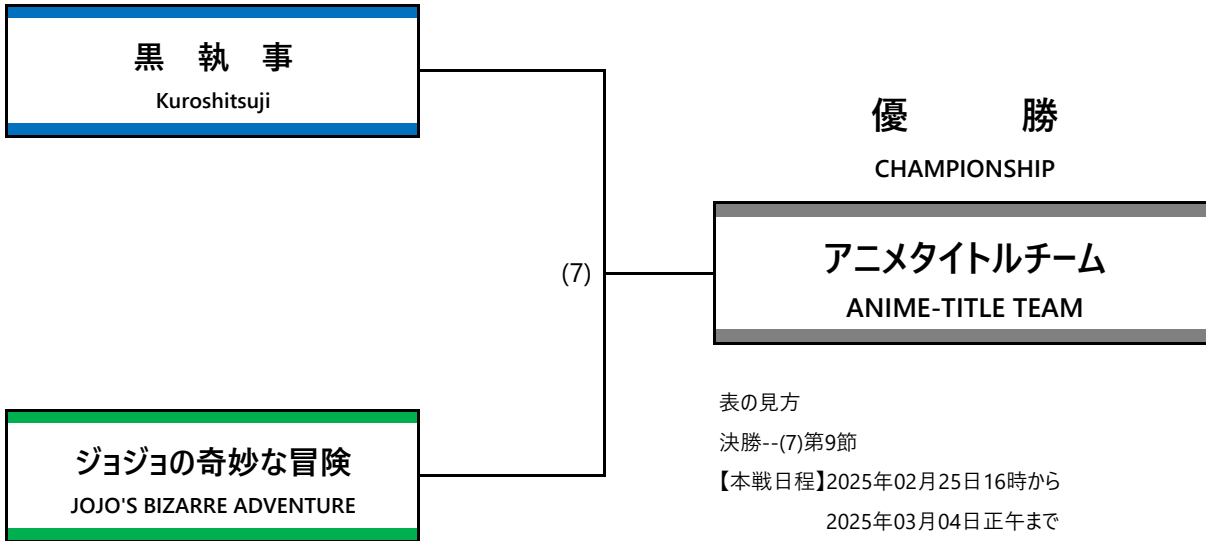 黒 執 事
Kuroshitsuji
優 勝
CHAMPIONSHIP
アニメタイトルチーム
ANIME-TITLE TEAM
(7)
ジョジョの奇妙な冒険
JOJO'S BIZARRE ADVENTURE
表の見方
決勝--(7)第9節
【本戦日程】2025年02月25日16時から
2025年03月04日正午まで